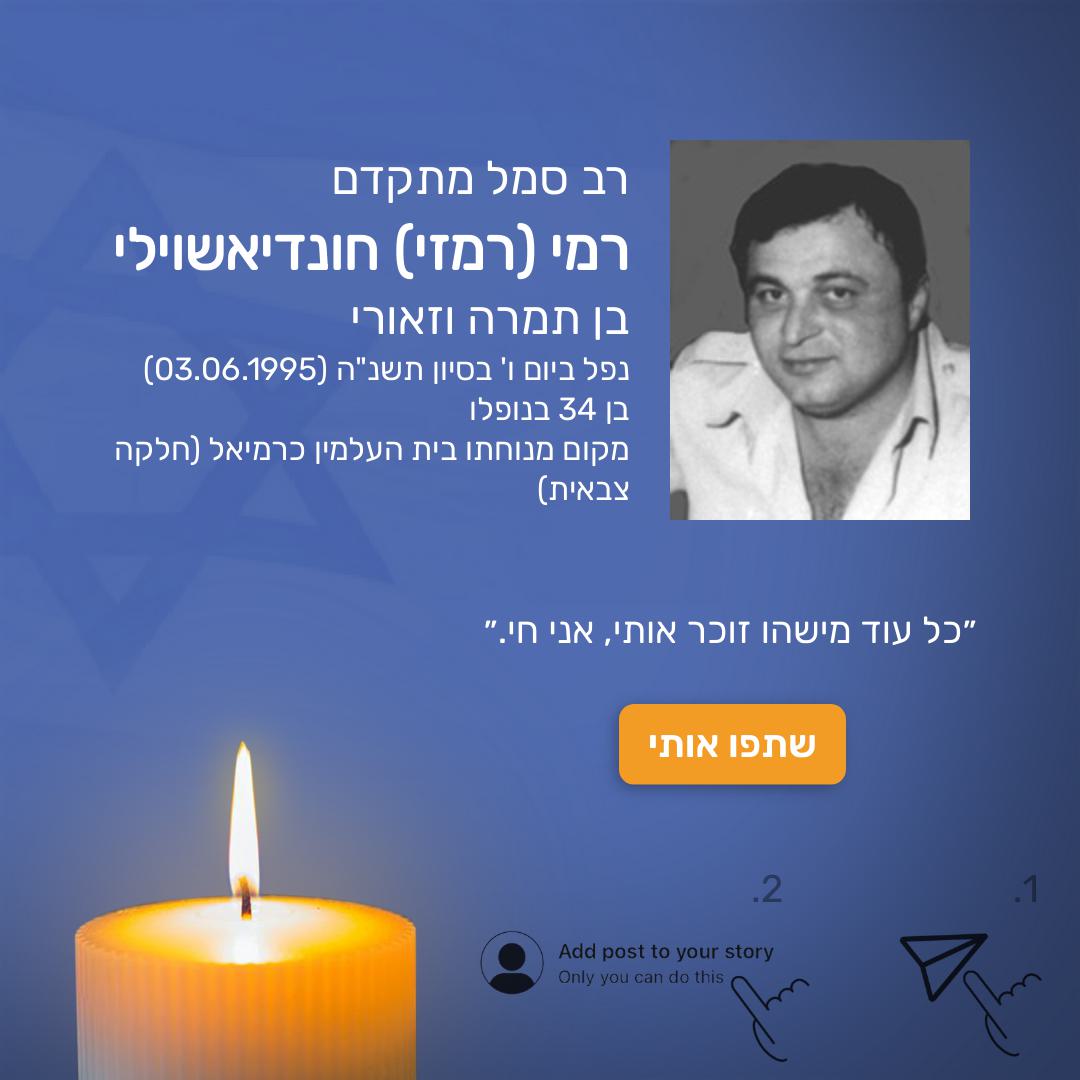 רב סמל מתקדם
רמי (רמזי) חונדיאשוילי
בן תמרה וזאורי
נפל ביום ו' בסיון תשנ"ה (03.06.1995)
בן 34 בנופלו
מקום מנוחתו בית העלמין כרמיאל (חלקה
צבאית)
״כל עוד מישהו זוכר אותי, אני חי.״
שתפו אותי
.1
.2
Add post to your story
Only you can do this